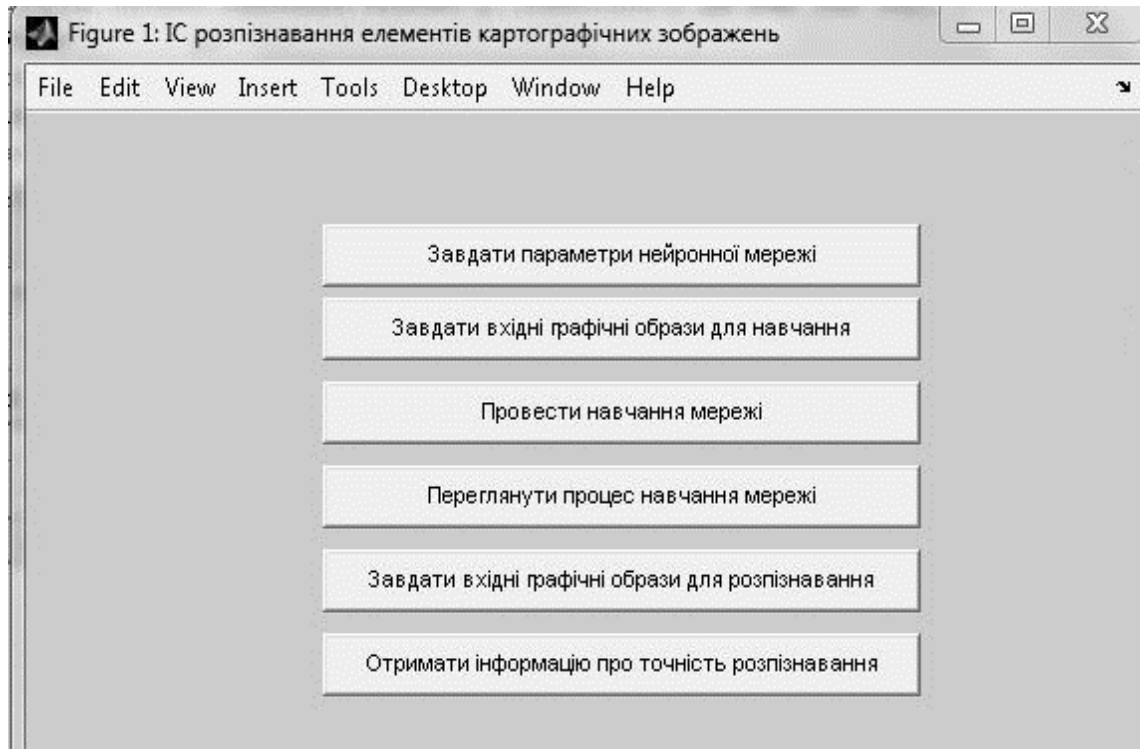 Figure 1: ІС розпізнавання елементів картографічних зображень
File Edit View Insert Tools Desktop Window Help
Завдати параметри нейронної мережі
Завдати вхідні графічні образи для навчання
Провести навчання мережі
Переглянути процес навчання мережі
Завдати вхідні графічні образи для розпізнавання
Отримати інформацію про точність розпізнавання